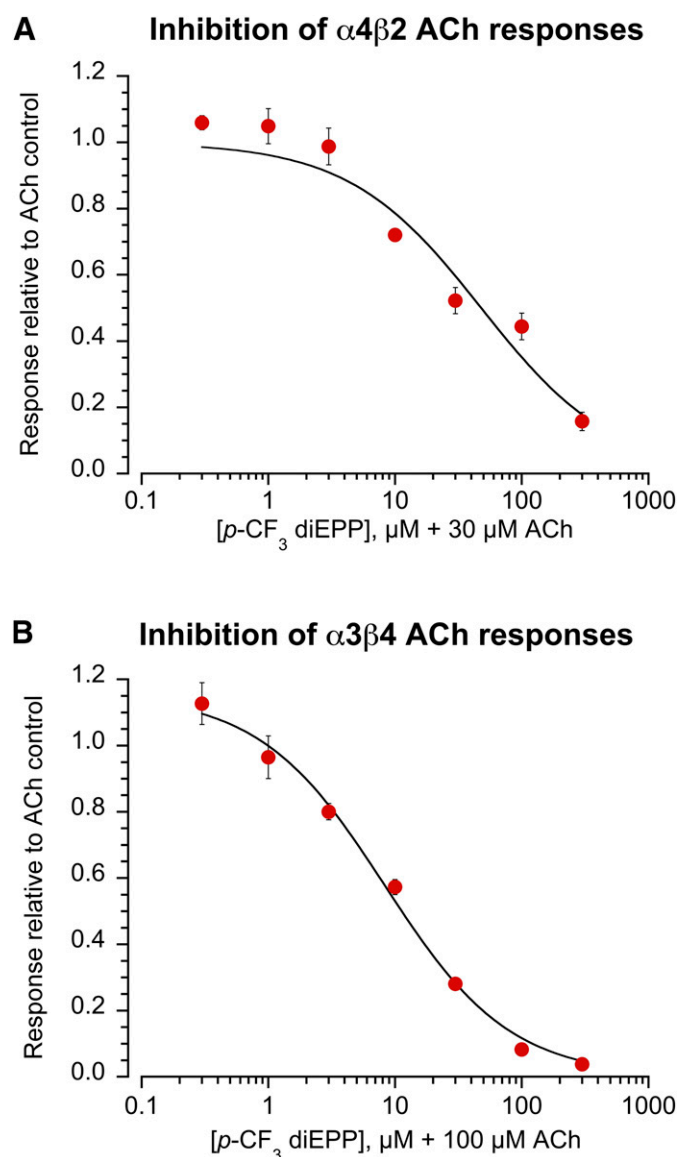 A
Inhibition of α4β2 ACh responses
Response relative to ACh control
1.2
1.0
0.8
0.6
0.4
0.2
0.0
0.1 1 10 100 1000
[p-CF3 diEPP], µM + 30 µM ACh
B
Inhibition of α3β4 ACh responses
Response relative to ACh control
1.2
1.0
0.8
0.6
0.4
0.2
0.0
0.1 1 10 100 1000
[p-CF3 diEPP], µM + 100 µM ACh